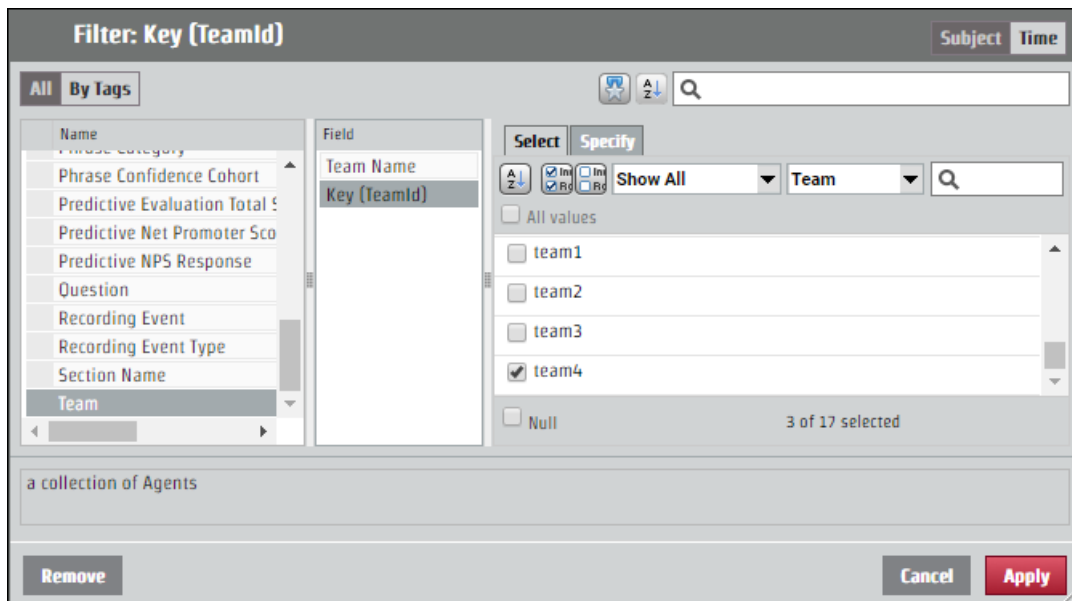 Filter: Key (TeamId)
Subject Time
All By Tags
Name
Phrase Category
Phrase Confidence Cohort
Predictive Evaluation Total S
Predictive Net Promoter Sco
Predictive NPS Response
Question
Recording Event
Recording Event Type
Section Name
Team
Field
Team Name
Key (TeamId)
Select Specify
Show All Team
All values
team1
team2
team3
team4
Null 3 of 17 selected
a collection of Agents
Remove Cancel Apply